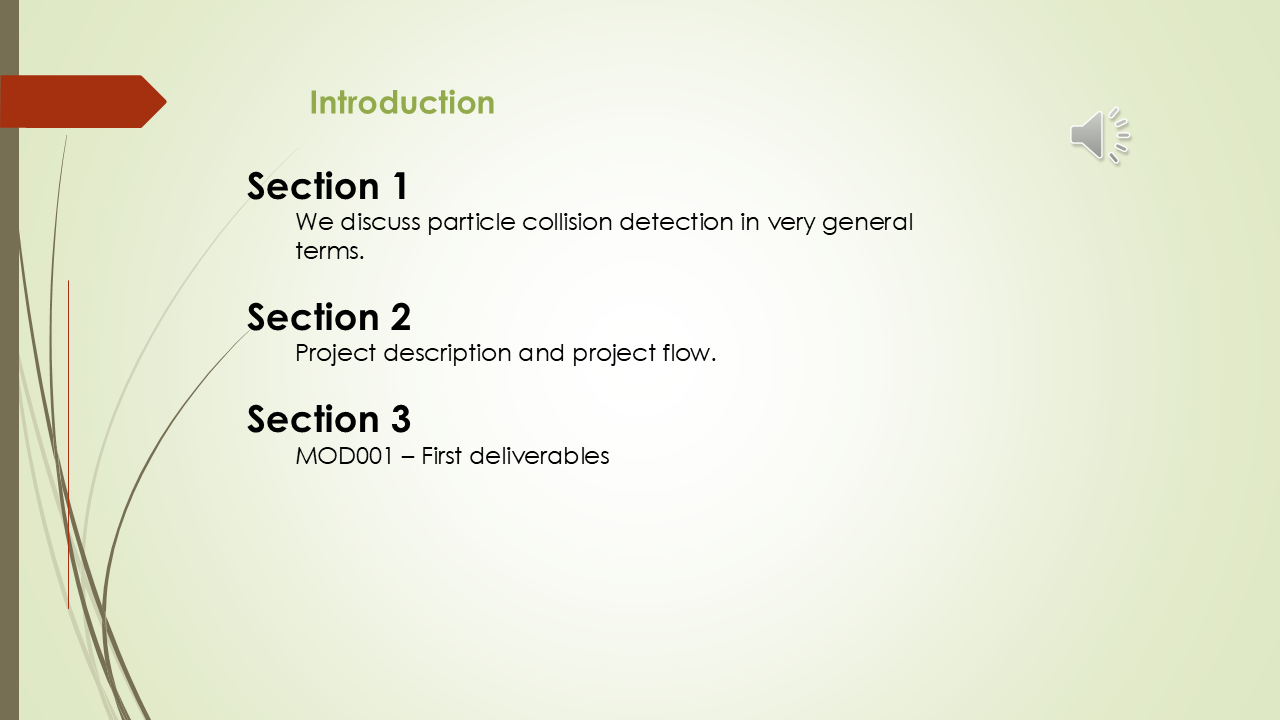 Introduction
Section 1
We discuss particle collision detection in very general
terms.
Section 2
Project description and project flow.
Section 3
MOD001 – First deliverables